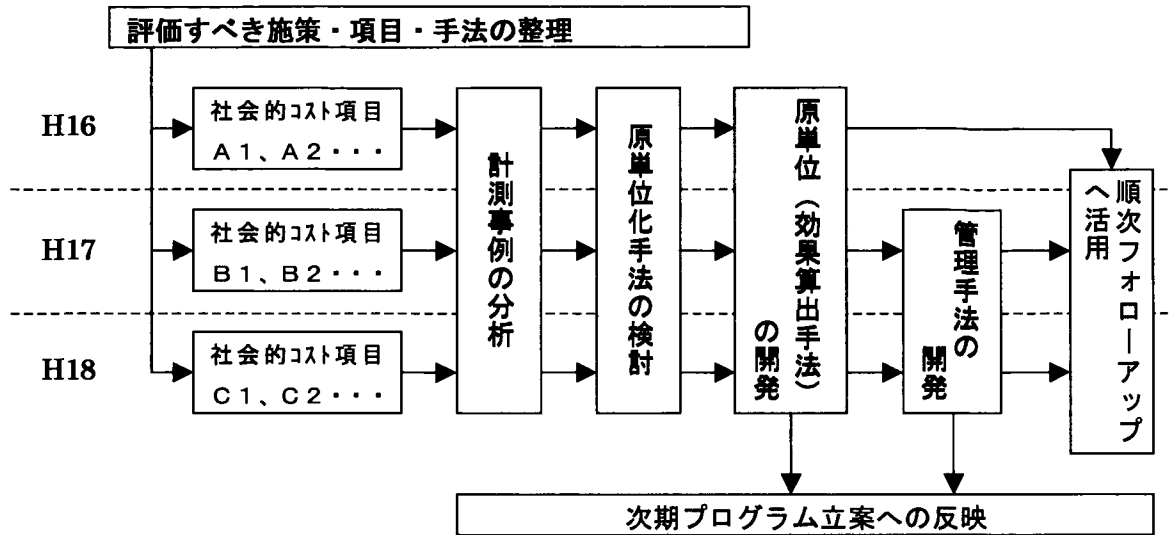 評価すべき施策・項目・手法の整理
H16
社会的コスト項目
A1、A2・・・
H17
社会的コスト項目
B1、B2・・・
H18
社会的コスト項目
C1、C2・・・
計測事例の分析
原単位化手法の検討
原単位（効果算出手法）
の開発
管理手法の
開発
順次フォローアップ
へ活用
次期プログラム立案への反映